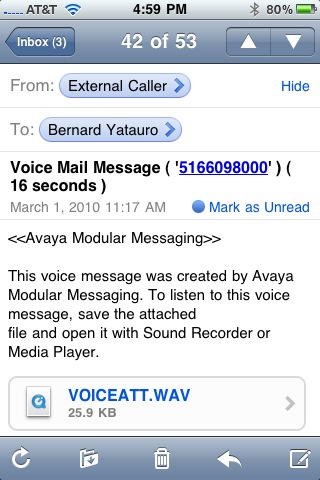 AT&T 4:59 PM 80%
Inbox (3) 42 of 53
From: External Caller Hide
To: Bernard Yatauro
Voice Mail Message ( '5166098000' ) (
16 seconds )
March 1, 2010 11:17 AM Mark as Unread
<<Avaya Modular Messaging>>
This voice message was created by Avaya
Modular Messaging. To listen to this voice
message, save the attached
file and open it with Sound Recorder or
Media Player.
VOICEATT.WAV
25.9 KB